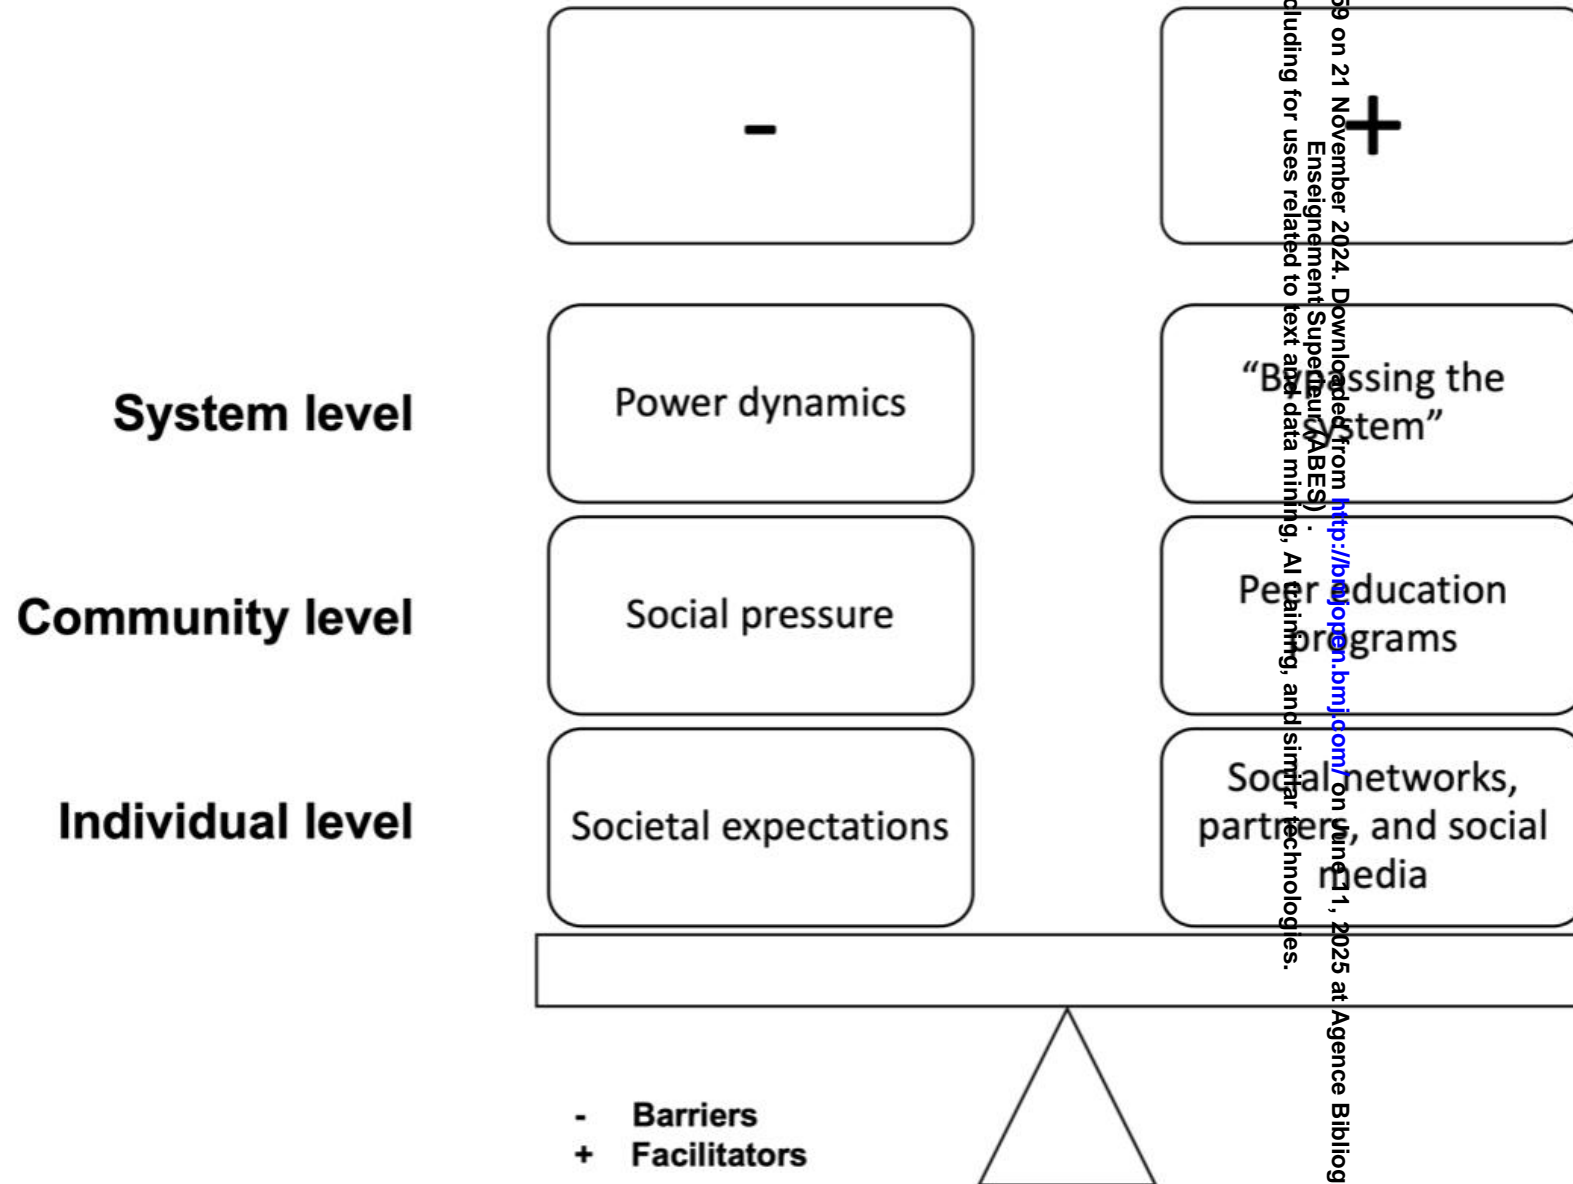 -
+
System level
Power dynamics
“Bypassing the
system”
Community level
Social pressure
Peer education
programs
Individual level
Societal expectations
Social networks,
partners, and social
media
- Barriers
+ Facilitators
59 on 21 November 2024. Downloaded from http://bmjopen.bmj.com/ on June 11, 2025 at Agence Bibliog
Enseignement Superieur (ABES) .
cluding for uses related to text and data mining, AI training, and similar technologies.